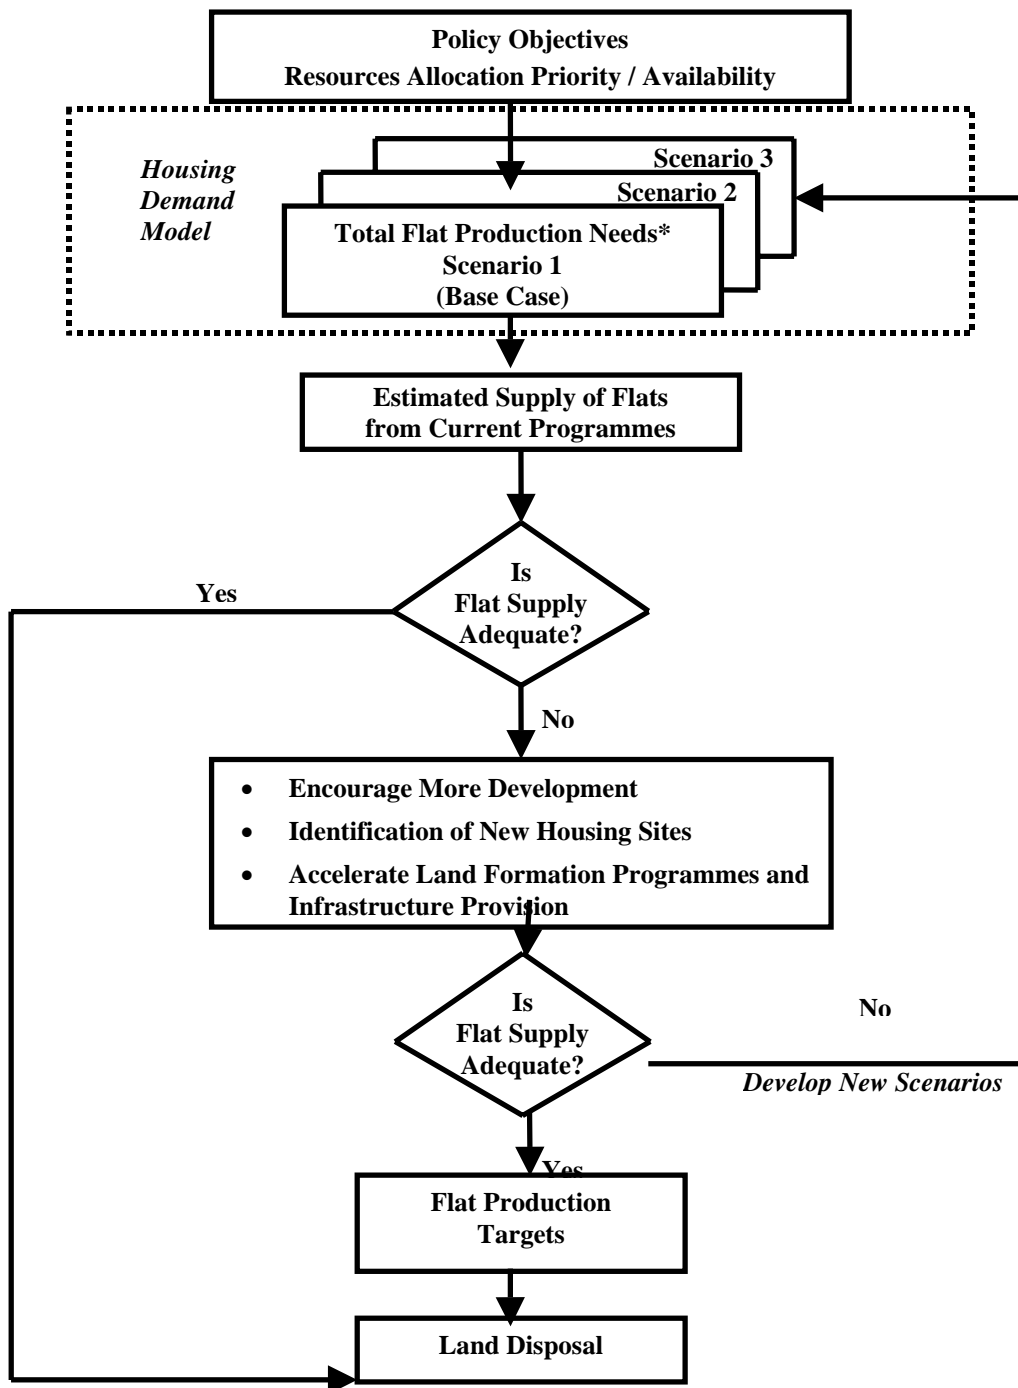 Policy Objectives
Resources Allocation Priority / Availability
Housing
Demand
Model
Scenario 3
Scenario 2
Total Flat Production Needs*
Scenario 1
(Base Case)
Estimated Supply of Flats
from Current Programmes
Is
Flat Supply
Adequate?
Yes
No
• Encourage More Development
• Identification of New Housing Sites
• Accelerate Land Formation Programmes and
Infrastructure Provision
Is
Flat Supply
Adequate?
No
Develop New Scenarios
Yes
Flat Production
Targets
Land Disposal